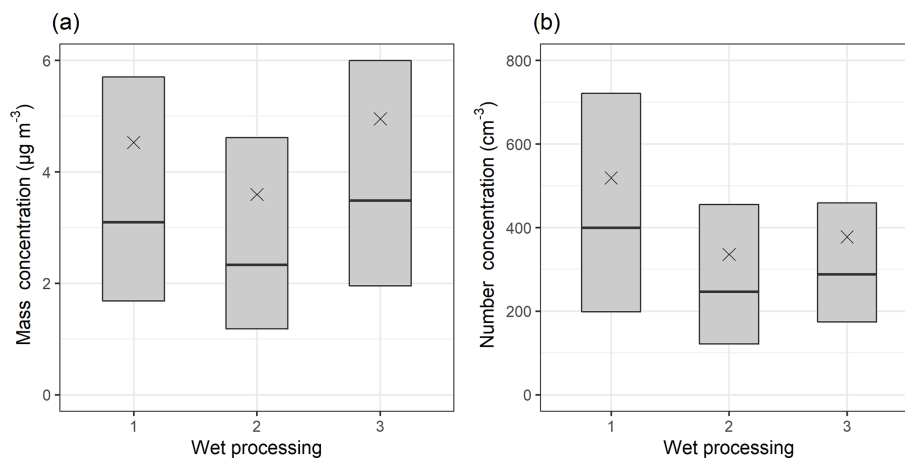 (a)
(b)
Mass concentration (µg m⁻³)
6
4
2
0
1 2 3
Wet processing
Number concentration (cm⁻³)
800
600
400
200
0
1 2 3
Wet processing